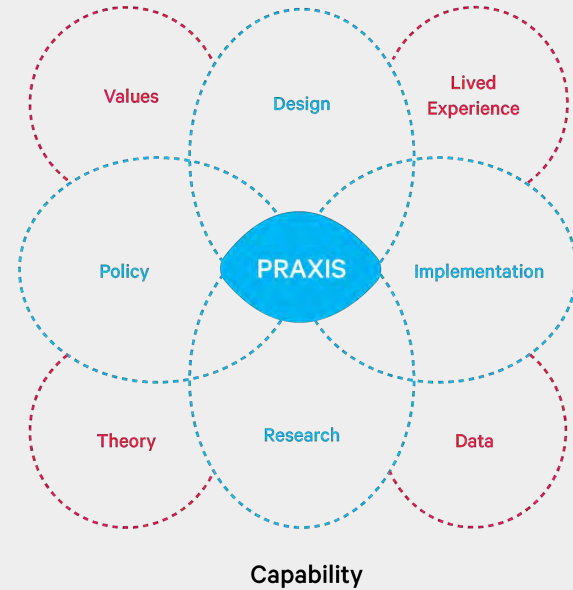 Values
Design
Lived
Experience
Policy
PRAXIS
Implementation
Theory
Research
Data
Capability